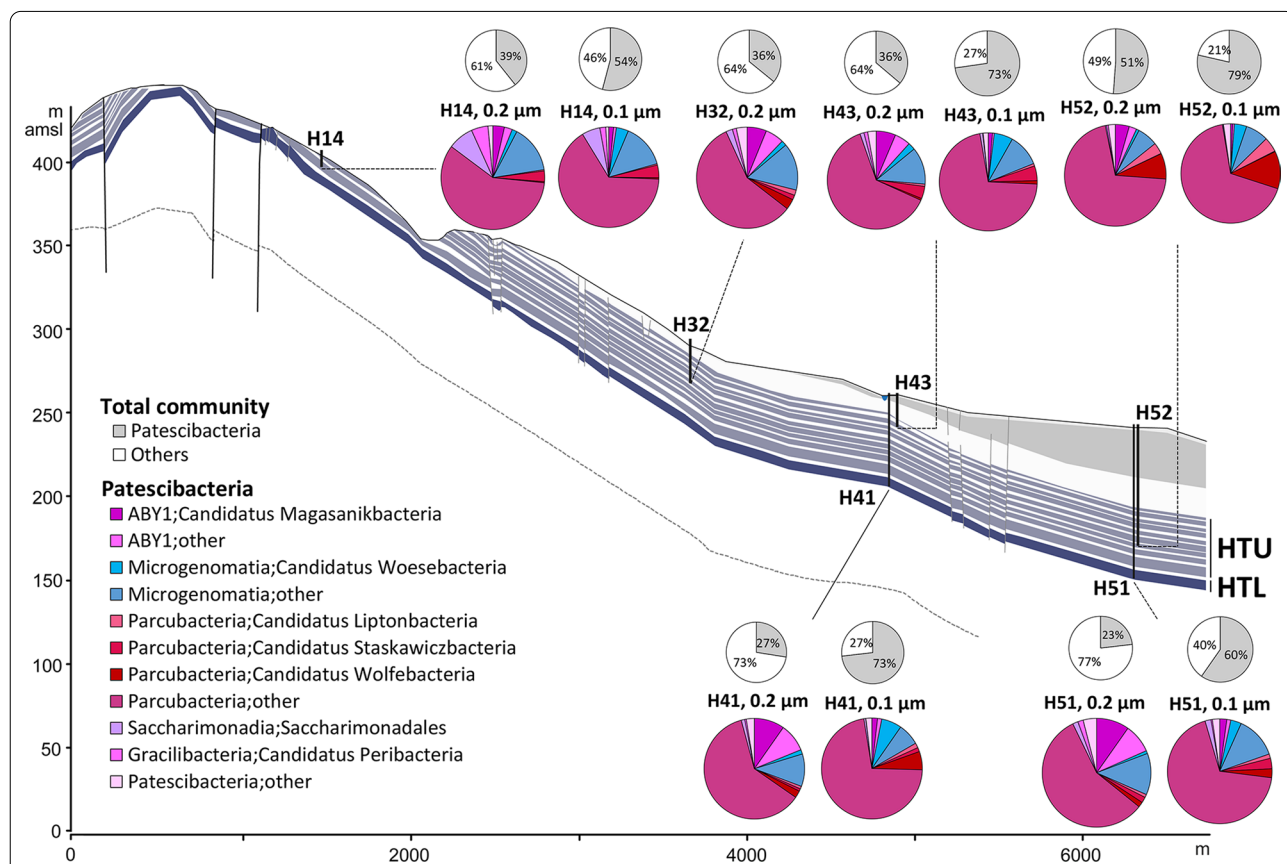 39%
61%
46%
54%
36%
64%
36%
64%
27%
73%
49%
51%
21%
79%
H14, 0.2 µm
H14, 0.1 µm
H32, 0.2 µm
H43, 0.2 µm
H43, 0.1 µm
H52, 0.2 µm
H52, 0.1 µm
m
amsl
400
350
300
250
200
150
100
50
0
H14
H32
H43
H52
H41
H51
HTU
HTL
Total community
Patescibacteria
Others
Patescibacteria
ABY1;Candidatus Magasanikbacteria
ABY1;other
Microgenomatia;Candidatus Woesebacteria
Microgenomatia;other
Parcubacteria;Candidatus Liptonbacteria
Parcubacteria;Candidatus Staskawiczbacteria
Parcubacteria;Candidatus Wolfebacteria
Parcubacteria;other
Saccharimonadia;Saccharimonadales
Gracilibacteria;Candidatus Peribacteria
Patescibacteria;other
27%
73%
27%
73%
23%
77%
40%
60%
H41, 0.2 µm
H41, 0.1 µm
H51, 0.2 µm
H51, 0.1 µm
0
2000
4000
6000
m